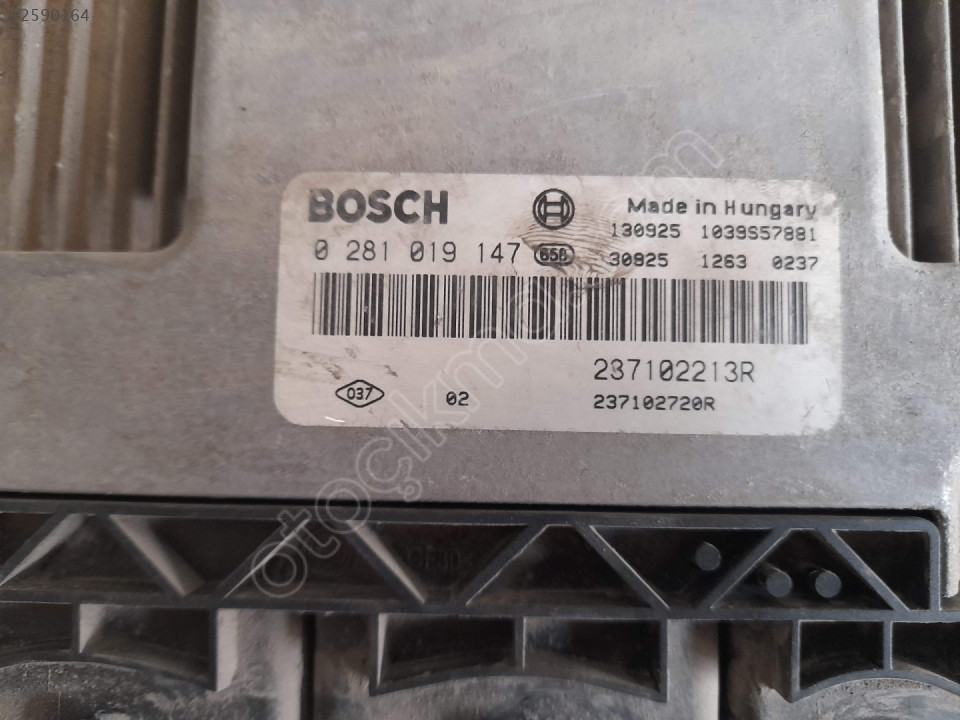 2590164
BOSCH
Made in Hungary
130925 1039S57881
0 281 019 147 658
30925 1263 0237
237102213R
037 02
237102720R
otoçıkma.com